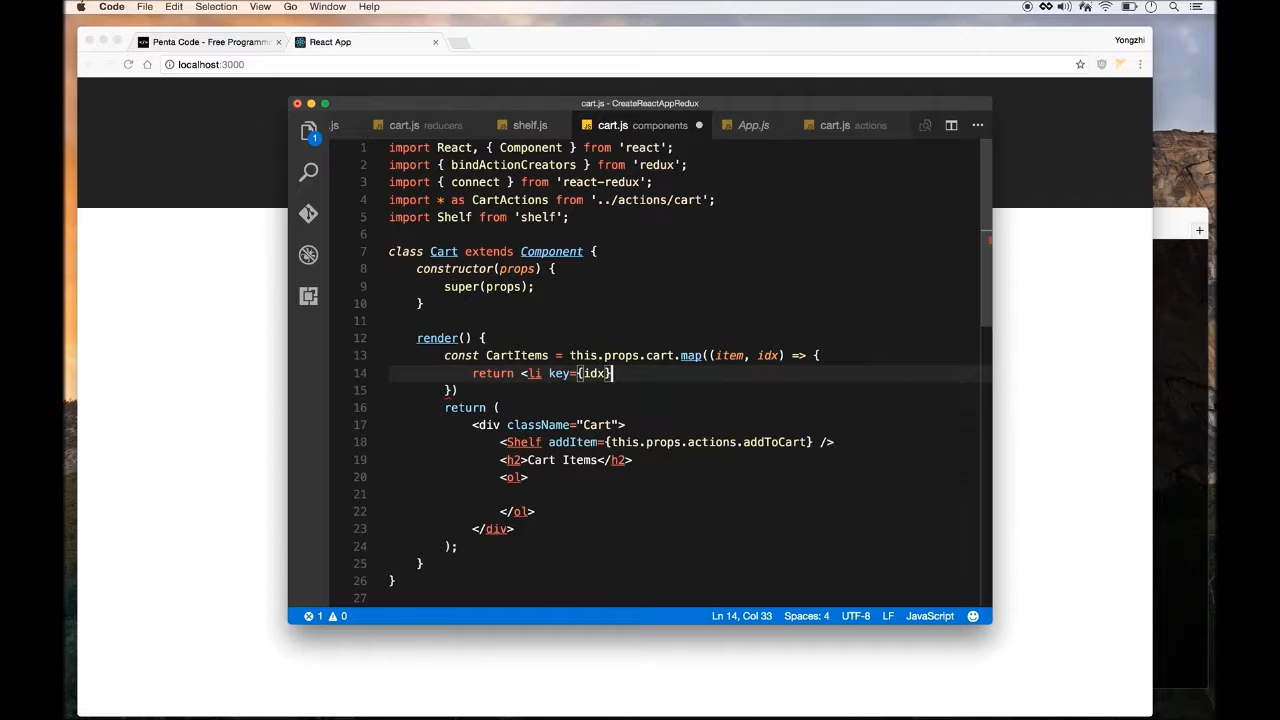 Code File Edit Selection View Go Window Help
Penta Code - Free Programm × React App × Yongzhi
localhost:3000
cart.js - CreateReactAppRedux
1
.js cart.js reducers shelf.js cart.js components App.js cart.js actions
1 import React, { Component } from 'react';
2 import { bindActionCreators } from 'redux';
3 import { connect } from 'react-redux';
4 import * as CartActions from '../actions/cart';
5 import Shelf from 'shelf';
6
7 class Cart extends Component {
8 constructor(props) {
9 super(props);
10 }
11
12 render() {
13 const CartItems = this.props.cart.map((item, idx) => {
14 return <li key={idx}
15 })
16 return (
17 <div className="Cart">
18 <Shelf addItem={this.props.actions.addToCart} />
19 <h2>Cart Items</h2>
20 <ol>
21
22 </ol>
23 </div>
24 );
25 }
26 }
27
1 0 Ln 14, Col 33 Spaces: 4 UTF-8 LF JavaScript